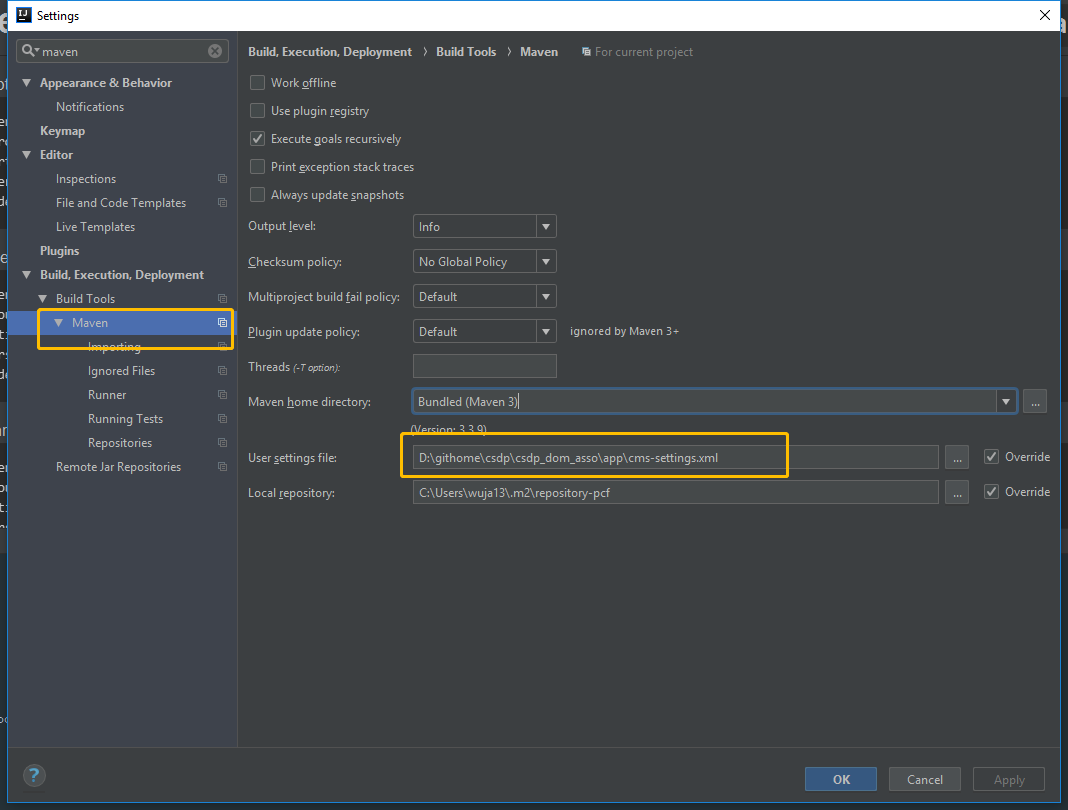 Settings
maven
Appearance & Behavior
Notifications
Keymap
Editor
Inspections
File and Code Templates
Live Templates
Plugins
Build, Execution, Deployment
Build Tools
Maven
Importing
Ignored Files
Runner
Running Tests
Repositories
Remote Jar Repositories
Build, Execution, Deployment › Build Tools › Maven For current project
Work offline
Use plugin registry
Execute goals recursively
Print exception stack traces
Always update snapshots
Output level: Info
Checksum policy: No Global Policy
Multiproject build fail policy: Default
Plugin update policy: Default ignored by Maven 3+
Threads (-T option):
Maven home directory: Bundled (Maven 3) ...
(Version: 3.3.9)
User settings file: D:\githome\csdp\csdp_dom_asso\app\cms-settings.xml ... Override
Local repository: C:\Users\wuja13\.m2\repository-pcf ... Override
? OK Cancel Apply